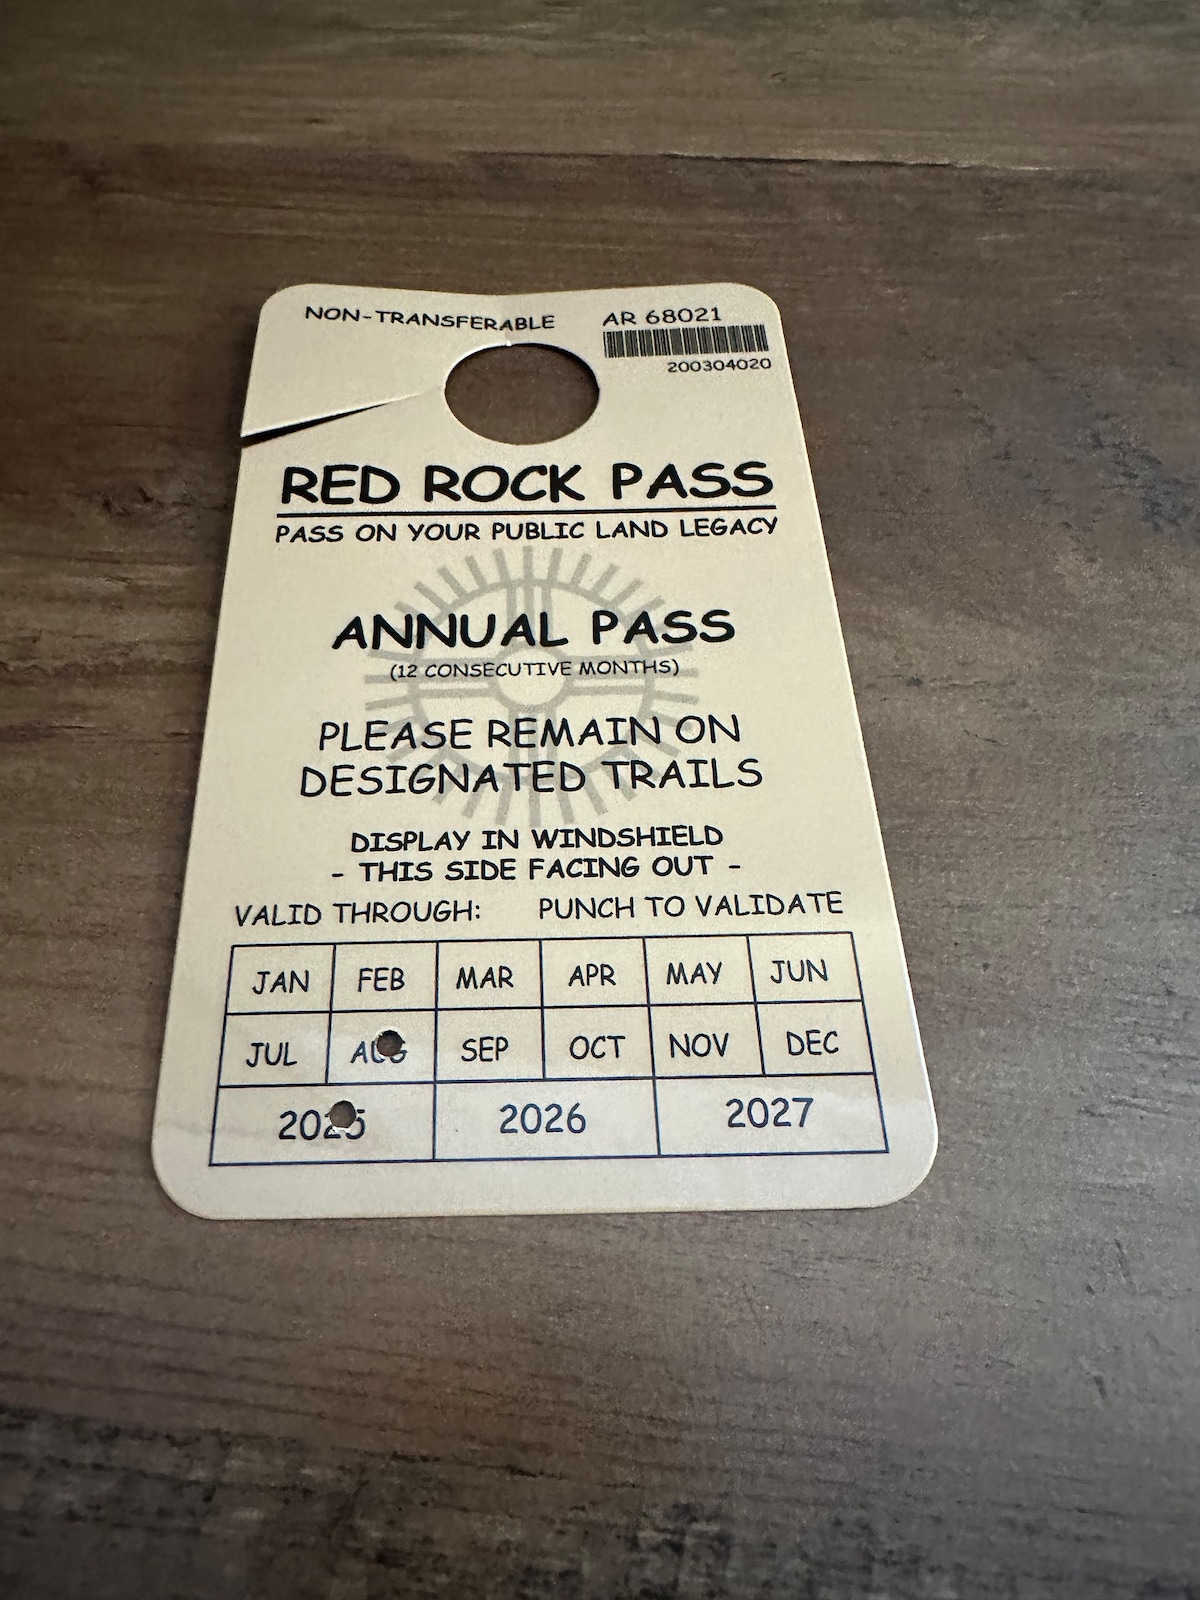 NON-TRANSFERABLE
AR 68021
200304020
RED ROCK PASS
PASS ON YOUR PUBLIC LAND LEGACY
ANNUAL PASS
(12 CONSECUTIVE MONTHS)
PLEASE REMAIN ON
DESIGNATED TRAILS
DISPLAY IN WINDSHIELD
- THIS SIDE FACING OUT -
VALID THROUGH: PUNCH TO VALIDATE
JAN FEB MAR APR MAY JUN
JUL AUG SEP OCT NOV DEC
2025 2026 2027